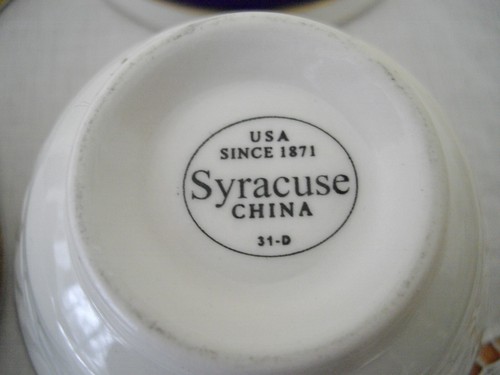 USA
SINCE 1871
Syracuse
CHINA
31-D